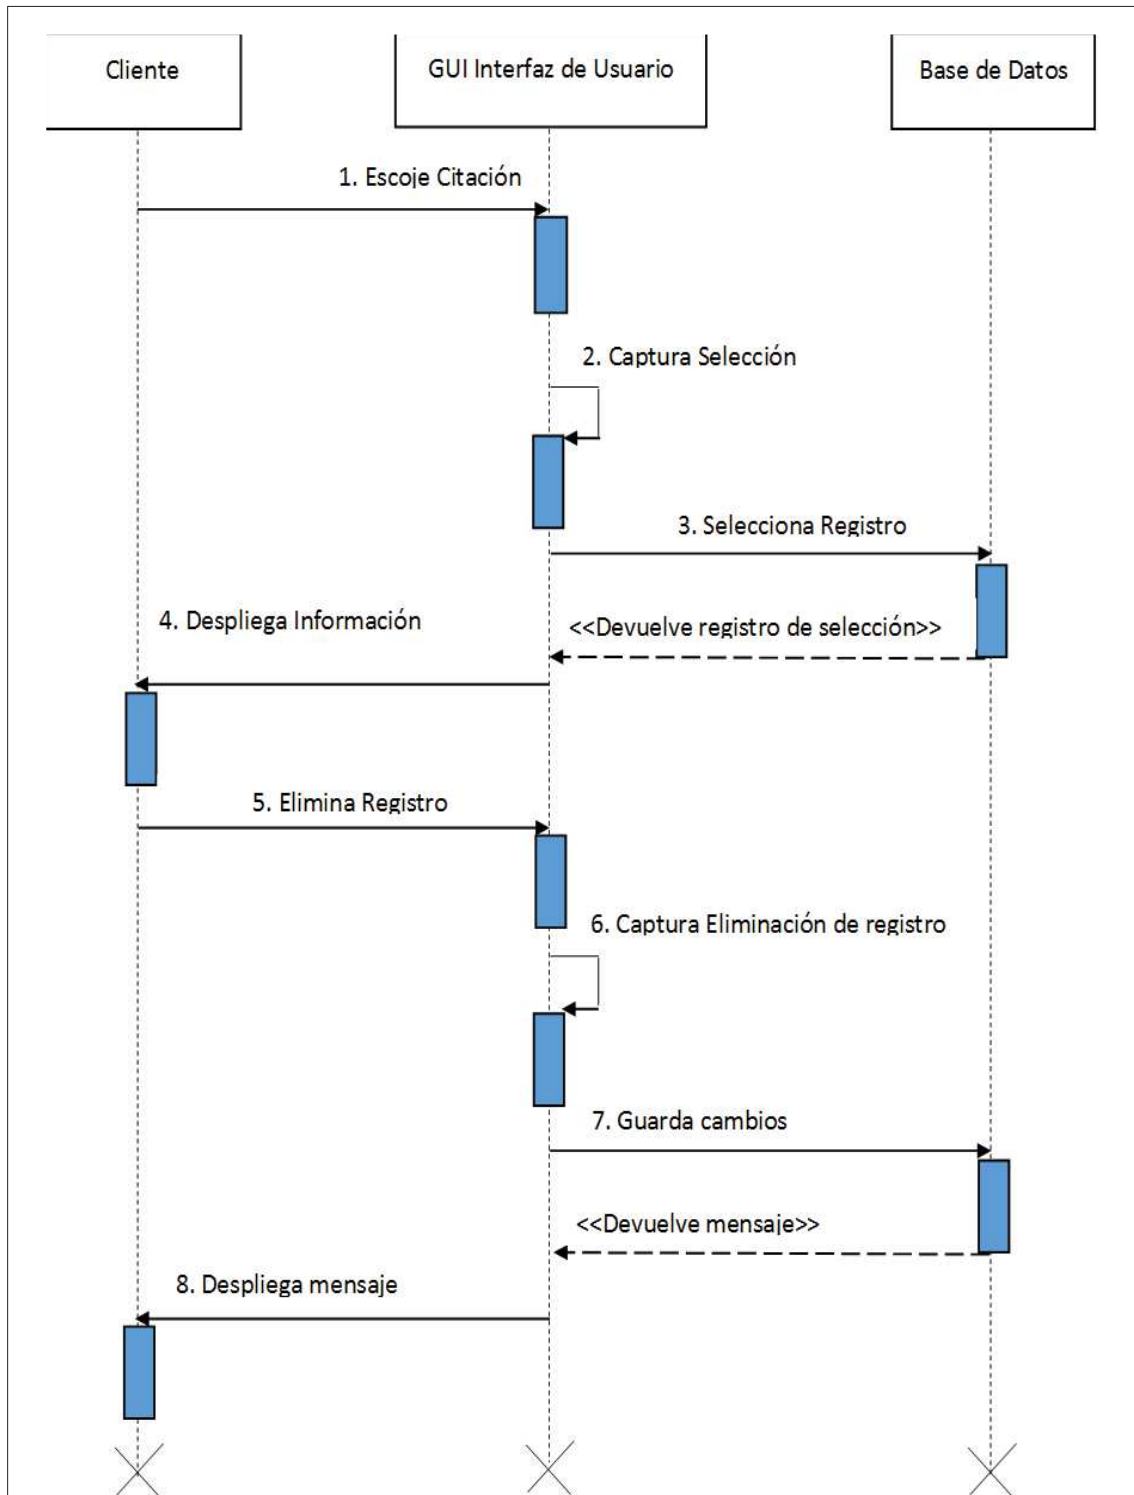 Cliente
GUI Interfaz de Usuario
Base de Datos
1. Escoje Citación
2. Captura Selección
3. Selecciona Registro
4. Despliega Información
<<Devuelve registro de selección>>
5. Elimina Registro
6. Captura Eliminación de registro
7. Guarda cambios
<<Devuelve mensaje>>
8. Despliega mensaje